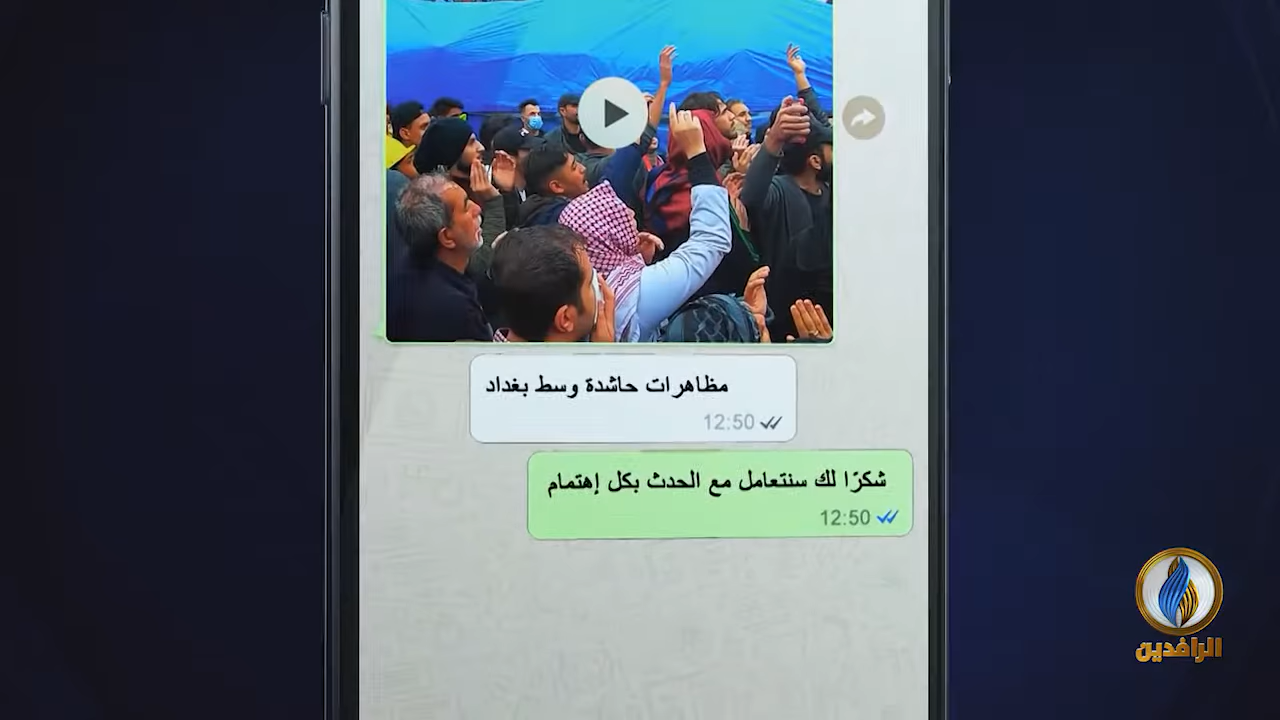 مظاهرات حاشدة وسط بغداد
12:50
شكرًا لك سنتعامل مع الحدث بكل إهتمام
12:50
الرافدين